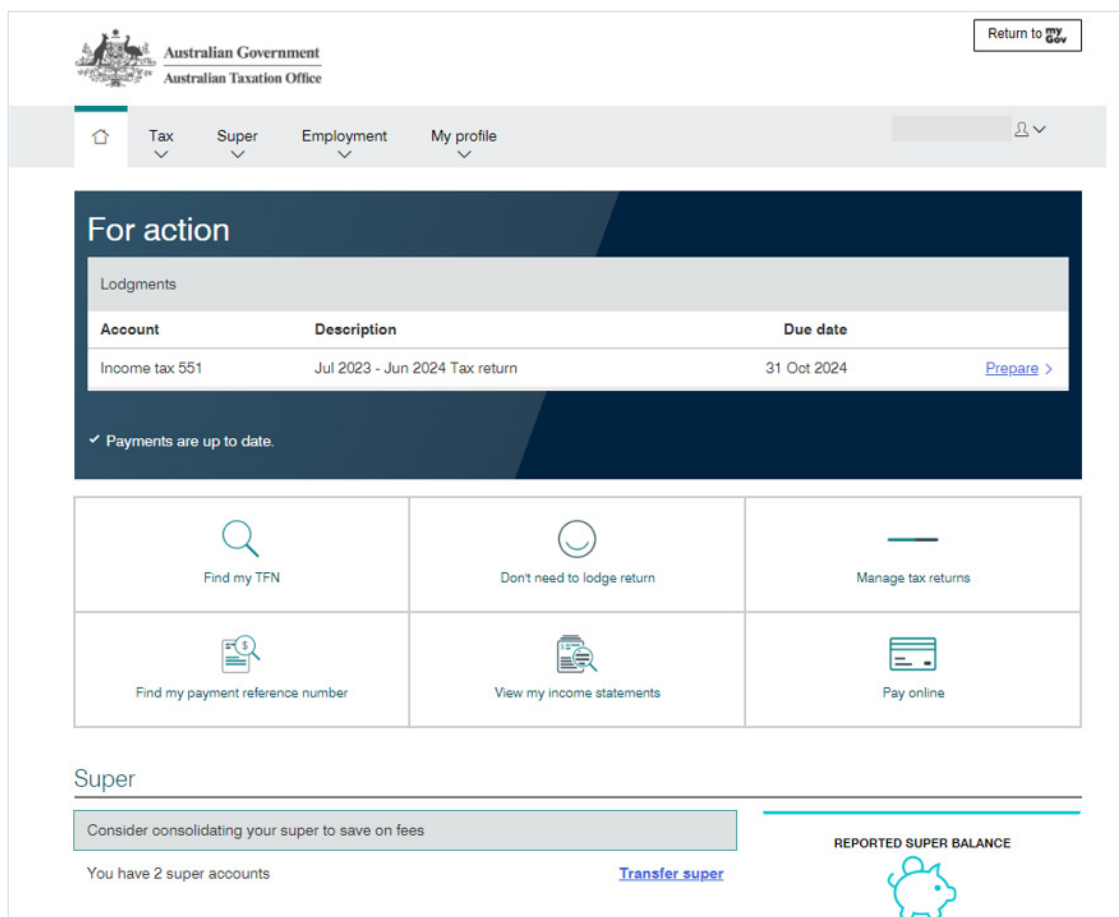 Return to myGov
Australian Government
Australian Taxation Office
Tax
Super
Employment
My profile
For action
Lodgments
Account Description Due date
Income tax 551 Jul 2023 - Jun 2024 Tax return 31 Oct 2024 Prepare >
✓ Payments are up to date.
Find my TFN
Don't need to lodge return
Manage tax returns
Find my payment reference number
View my income statements
Pay online
Super
Consider consolidating your super to save on fees
You have 2 super accounts Transfer super
REPORTED SUPER BALANCE